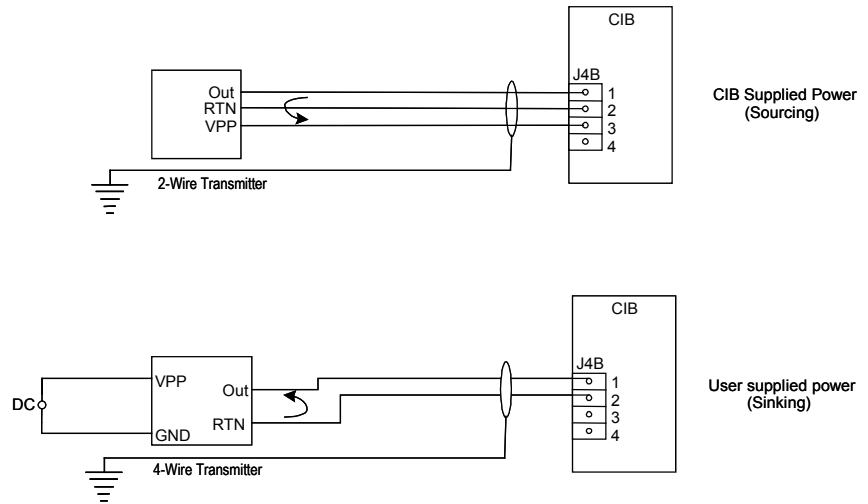 CIB
J4B
Out
RTN
VPP
1
2
3
4
CIB Supplied Power
(Sourcing)
2-Wire Transmitter
CIB
J4B
VPP
Out
RTN
GND
DC
1
2
3
4
User supplied power
(Sinking)
4-Wire Transmitter